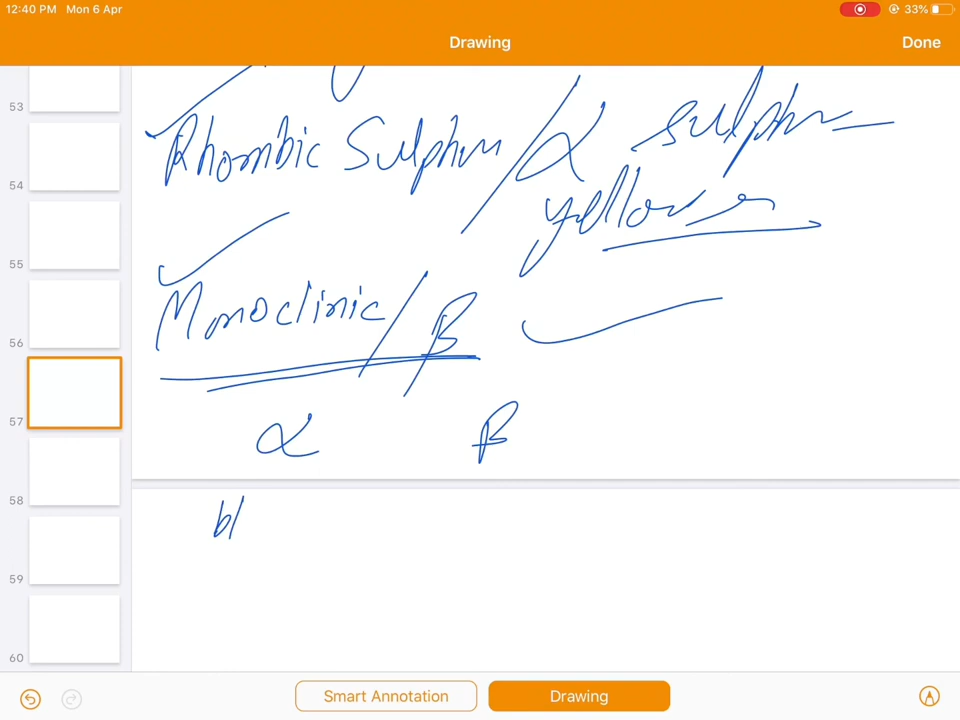 12:40 PM Mon 6 Apr
33%
Drawing
Done
53
54
55
56
57
58
59
60
Rhombic Sulphur / α sulphur
yellow
Monoclinic / β
α β
bl
Smart Annotation
Drawing